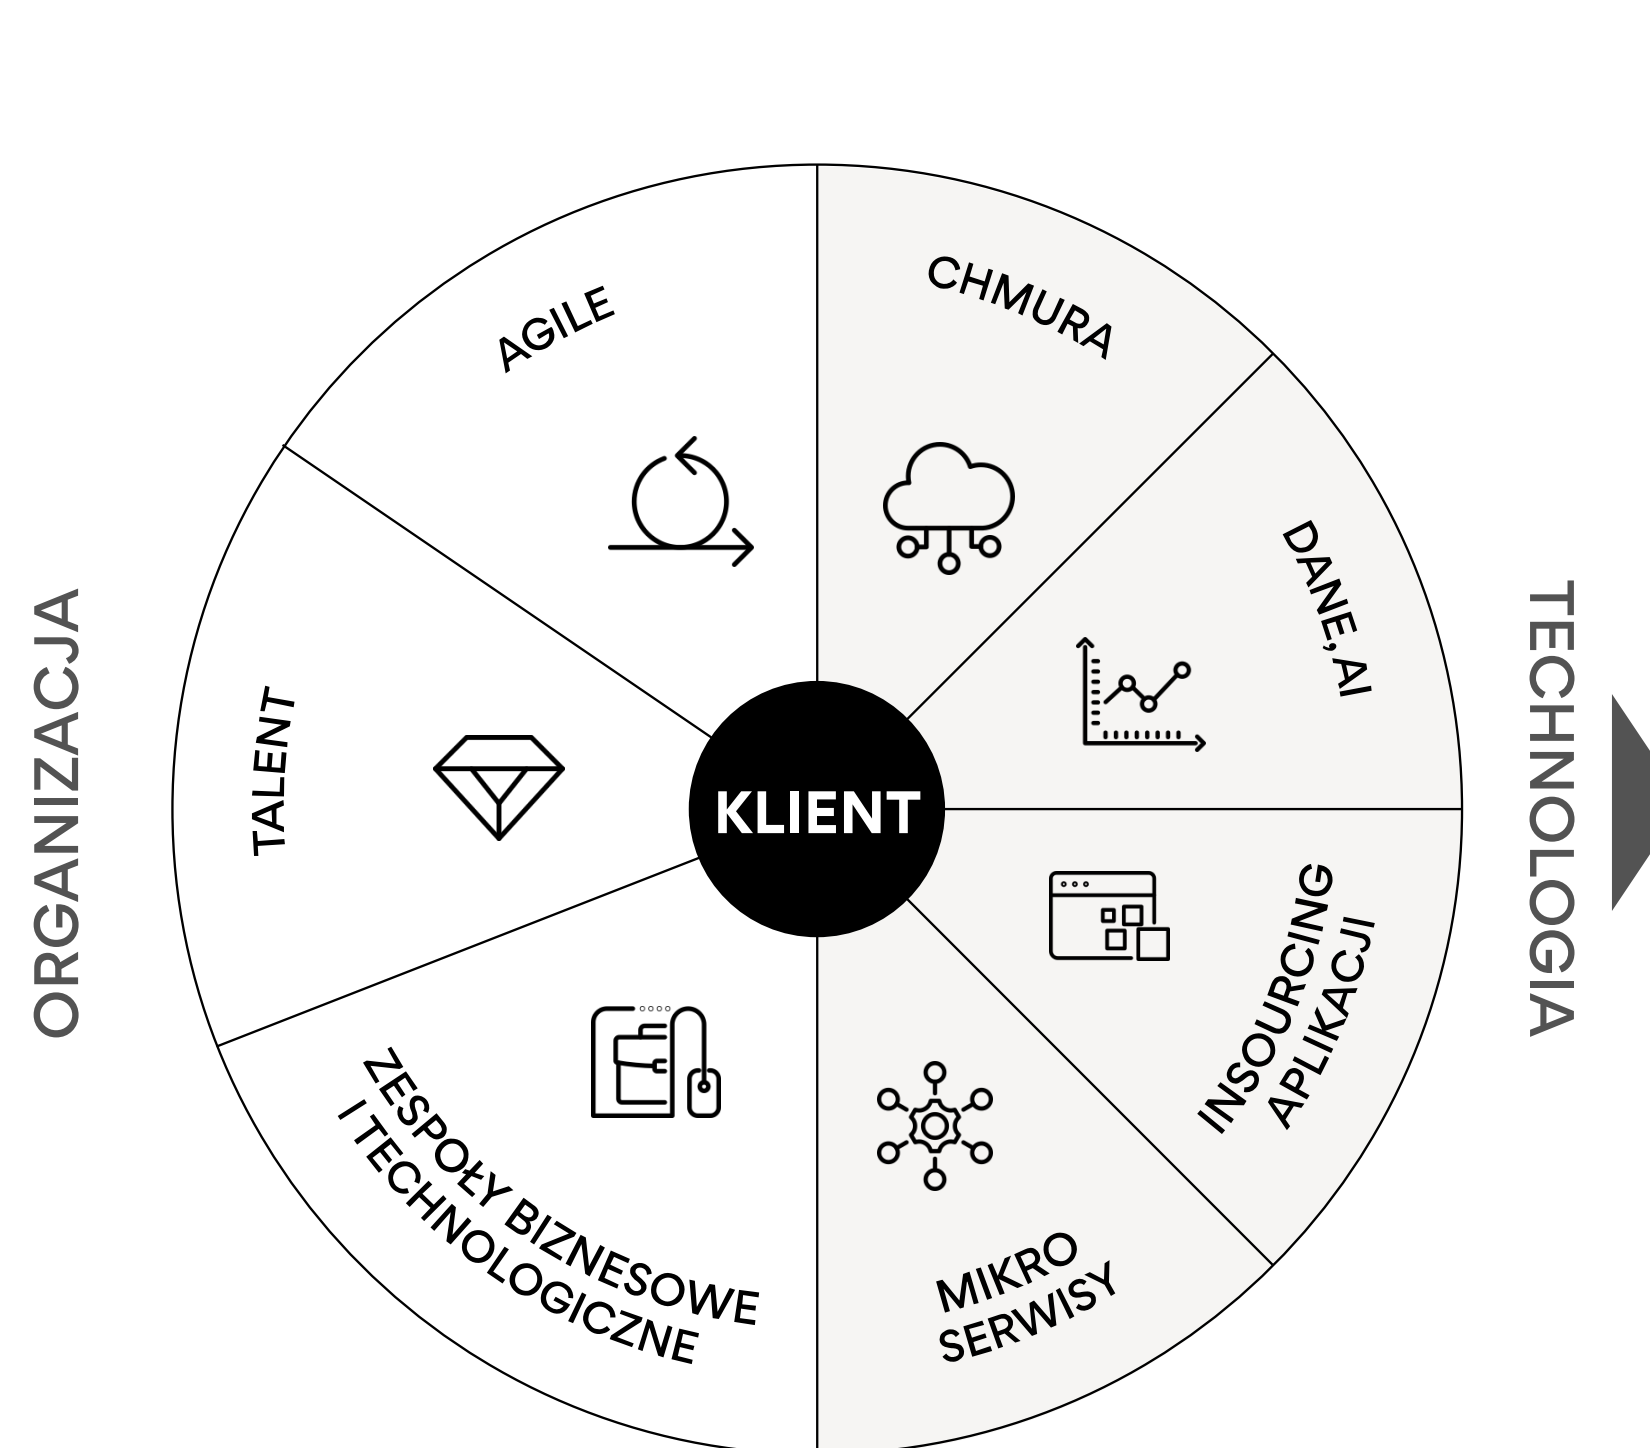 ORGANIZACJA
AGILE
TALENT
ZESPOŁY BIZNESOWE
I TECHNOLOGICZNE
KLIENT
CHMURA
DANE, AI
INSOURCING
APLIKACJI
MIKRO
SERWISY
TECHNOLOGIA